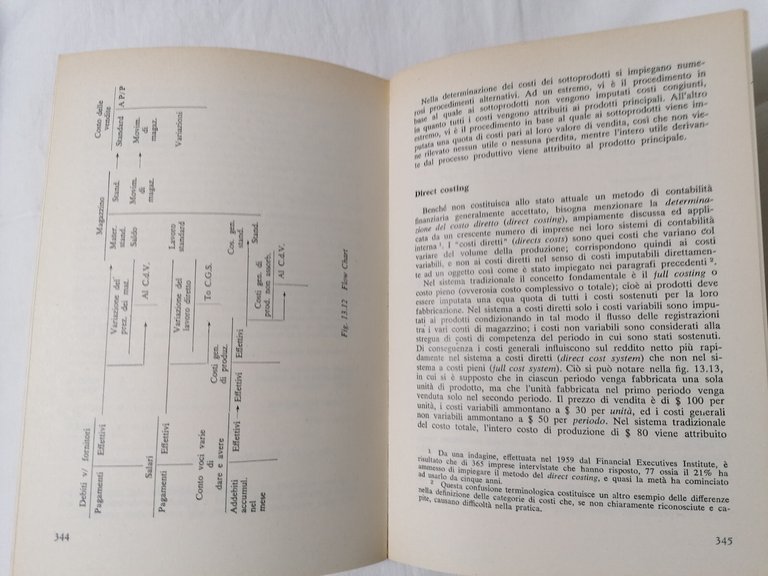 Debiti v/ fornitori
Pagamenti Effettivi
Salari
Pagamenti Effettivi
Conto voci varie
di
dare e avere
Addebiti
accumul.
nel
mese
Effettivi
Effettivi
Costi gen.
di produz.
Effettivi
Variazione del
prez. dei mat.
Al C.d.V.
Variazione del
lavoro diretto
To C.G.S.
Costi gen. di
prod. non assorb.
Al C.d.V.
Magazzino
Mater.
stand.
Saldo
Stand.
Movim.
di
magaz.
Lavoro
standard
Cos. gen.
stand.
Stand.
Costo delle
vendite
Standard A P/P
Movim.
di
magaz.
Variazioni
Fig. 13.12 Flow Chart
344
Nella determinazione dei costi dei sottoprodotti si impiegano nume-
rosi procedimenti alternativi. Ad un estremo, vi è il procedimento in
base al quale ai sottoprodotti non vengono imputati costi congiunti,
in quanto tutti i costi vengono attribuiti ai prodotti principali. All'altro
estremo, vi è il procedimento in base al quale ai sottoprodotti viene im-
putata una quota di costi pari al loro valore di vendita, così che non vie-
ne rilevato nessun utile o nessuna perdita, mentre l'intero utile derivan-
te dal processo produttivo viene attribuito al prodotto principale.
Direct costing
Benché non costituisca allo stato attuale un metodo di contabilità
finanziaria generalmente accettato, bisogna menzionare la determina-
zione del costo diretto (direct costing), ampiamente discussa ed appli-
cata da un crescente numero di imprese nei loro sistemi di contabilità
interna 1. I "costi diretti" (directs costs) sono quei costi che variano col
variare del volume della produzione; corrispondono quindi ai costi
variabili, e non ai costi diretti nel senso di costi imputabili direttamen-
te ad un oggetto così come è stato impiegato nei paragrafi precedenti 2.
Nel sistema tradizionale il concetto fondamentale è il full costing o
costo pieno (ovverosia costo complessivo o totale); cioè ai prodotti deve
essere imputata una equa quota di tutti i costi sostenuti per la loro
fabbricazione. Nel sistema a costi diretti solo i costi variabili sono impu-
tati ai prodotti condizionando in tal modo il flusso delle registrazioni
tra i vari conti di magazzino; i costi non variabili sono considerati alla
stregua di costi di competenza del periodo in cui sono stati sostenuti.
Di conseguenza i costi generali influiscono sul reddito netto più rapi-
damente nel sistema a costi diretti (direct cost system) che non nel si-
stema a costi pieni (full cost system). Ciò si può notare nella fig. 13.13,
in cui si è supposto che in ciascun periodo venga fabbricata una sola
unità di prodotto, ma che l'unità fabbricata nel primo periodo venga
venduta solo nel secondo periodo. Il prezzo di vendita è di $ 100 per
unità, i costi variabili ammontano a $ 30 per unità, ed i costi generali
non variabili ammontano a $ 50 per periodo. Nel sistema tradizionale
del costo totale, l'intero costo di produzione di $ 80 viene attribuito
1 Da una indagine, effettuata nel 1959 dal Financial Executives Institute, è
risultato che di 365 imprese intervistate che hanno risposto, 77 ossia il 21% ha
ammesso di impiegare il metodo del direct costing, e quasi la metà ha cominciato
ad usarlo da cinque anni.
2 Questa confusione terminologica costituisce un altro esempio delle differenze
nella definizione delle categorie di costi che, se non chiaramente riconosciute e ca-
pite, causano difficoltà nella pratica.
345